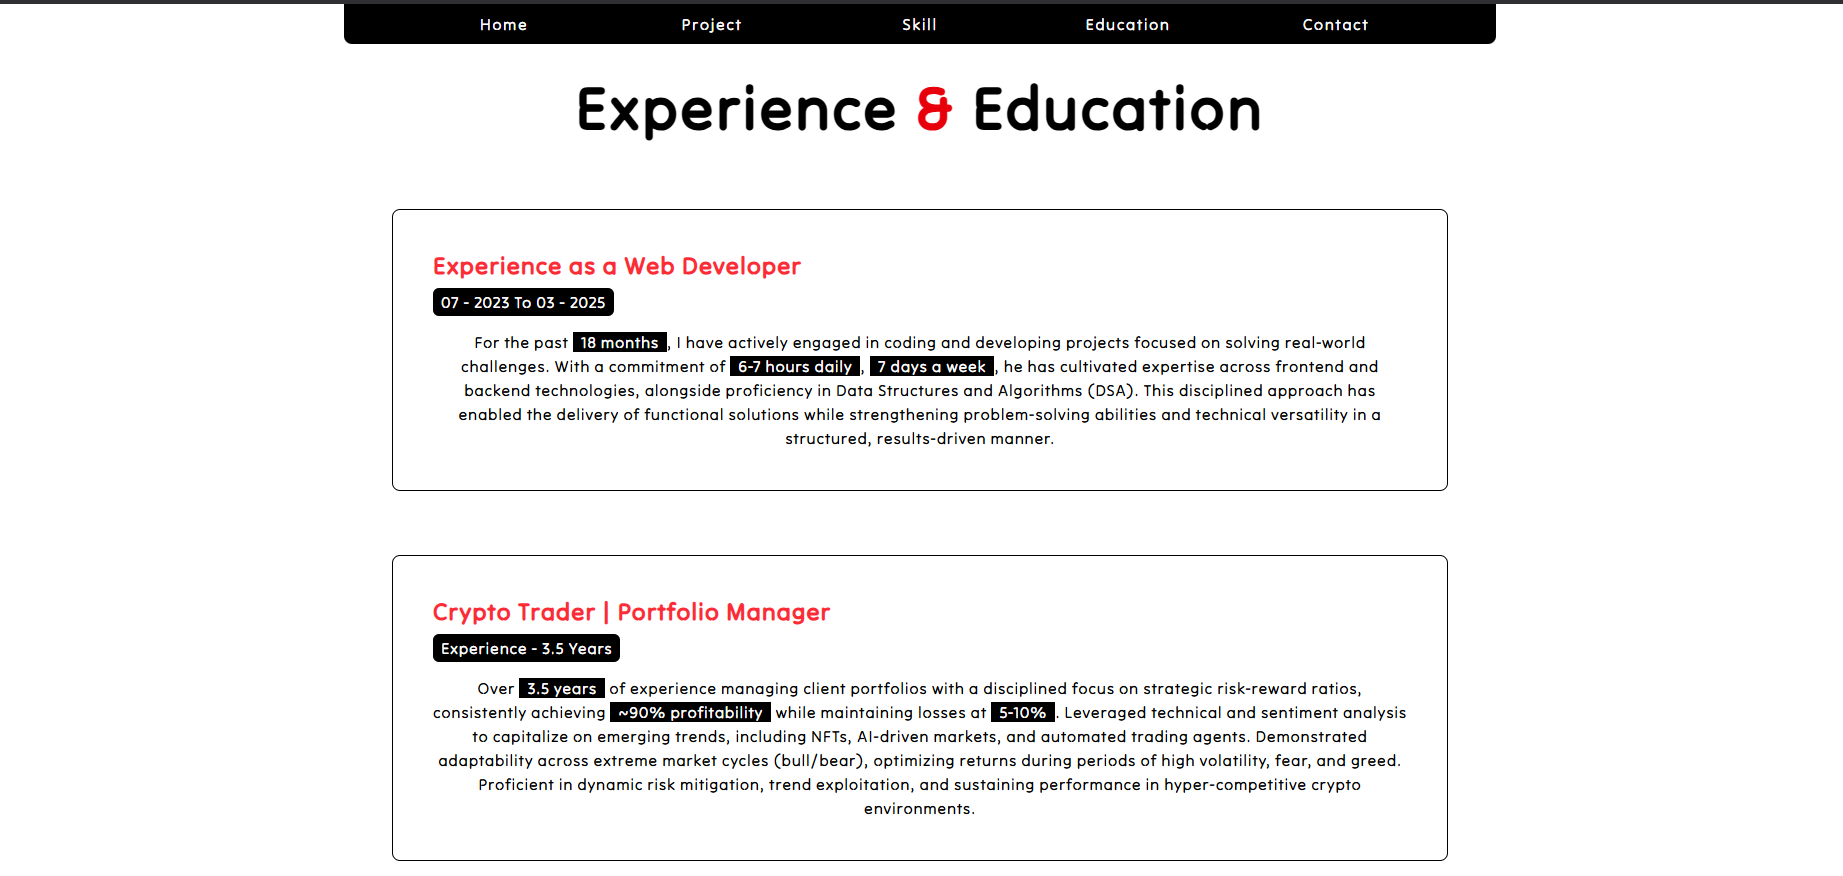 Home Project Skill Education Contact
Experience & Education
Experience as a Web Developer
07 - 2023 To 03 - 2025
For the past 18 months , I have actively engaged in coding and developing projects focused on solving real-world
challenges. With a commitment of 6-7 hours daily , 7 days a week , he has cultivated expertise across frontend and
backend technologies, alongside proficiency in Data Structures and Algorithms (DSA). This disciplined approach has
enabled the delivery of functional solutions while strengthening problem-solving abilities and technical versatility in a
structured, results-driven manner.
Crypto Trader | Portfolio Manager
Experience - 3.5 Years
Over 3.5 years of experience managing client portfolios with a disciplined focus on strategic risk-reward ratios,
consistently achieving ~90% profitability while maintaining losses at 5-10% . Leveraged technical and sentiment analysis
to capitalize on emerging trends, including NFTs, AI-driven markets, and automated trading agents. Demonstrated
adaptability across extreme market cycles (bull/bear), optimizing returns during periods of high volatility, fear, and greed.
Proficient in dynamic risk mitigation, trend exploitation, and sustaining performance in hyper-competitive crypto
environments.